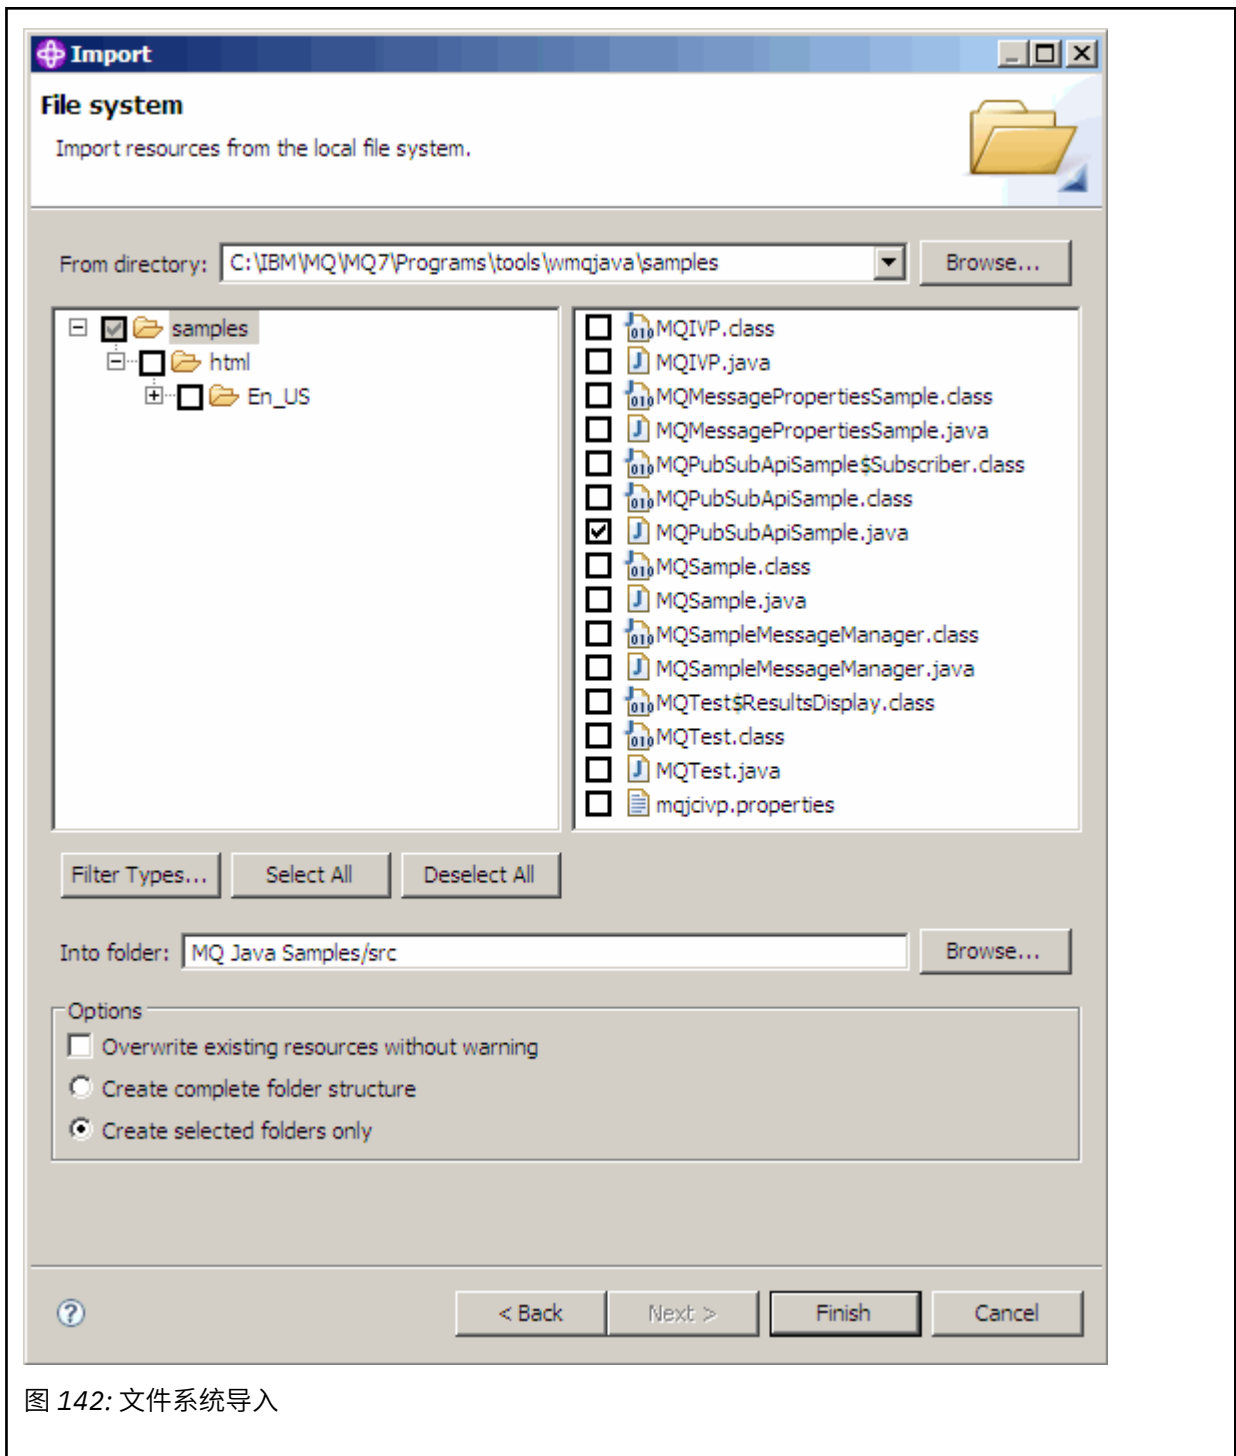 Import
File system
Import resources from the local file system.
From directory: C:\IBM\MQ\MQ7\Programs\tools\wmqjava\samples Browse...
samples
html
En_US
MQIVP.class
MQIVP.java
MQMessagePropertiesSample.class
MQMessagePropertiesSample.java
MQPubSubApiSample$Subscriber.class
MQPubSubApiSample.class
MQPubSubApiSample.java
MQSample.class
MQSample.java
MQSampleMessageManager.class
MQSampleMessageManager.java
MQTest$ResultsDisplay.class
MQTest.class
MQTest.java
mqjcivp.properties
Filter Types... Select All Deselect All
Into folder: MQ Java Samples/src Browse...
Options
Overwrite existing resources without warning
Create complete folder structure
Create selected folders only
< Back Next > Finish Cancel
图 142: 文件系统导入